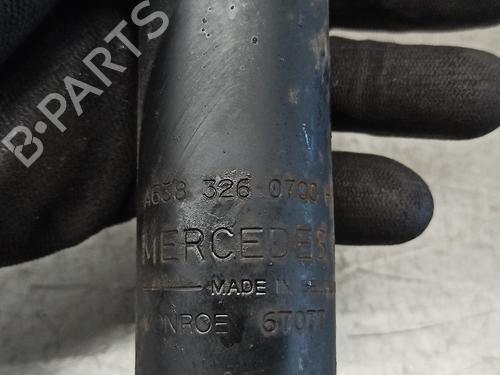 B-PARTS
A638 326 0700
MERCEDES
MADE IN
MONROE 67077